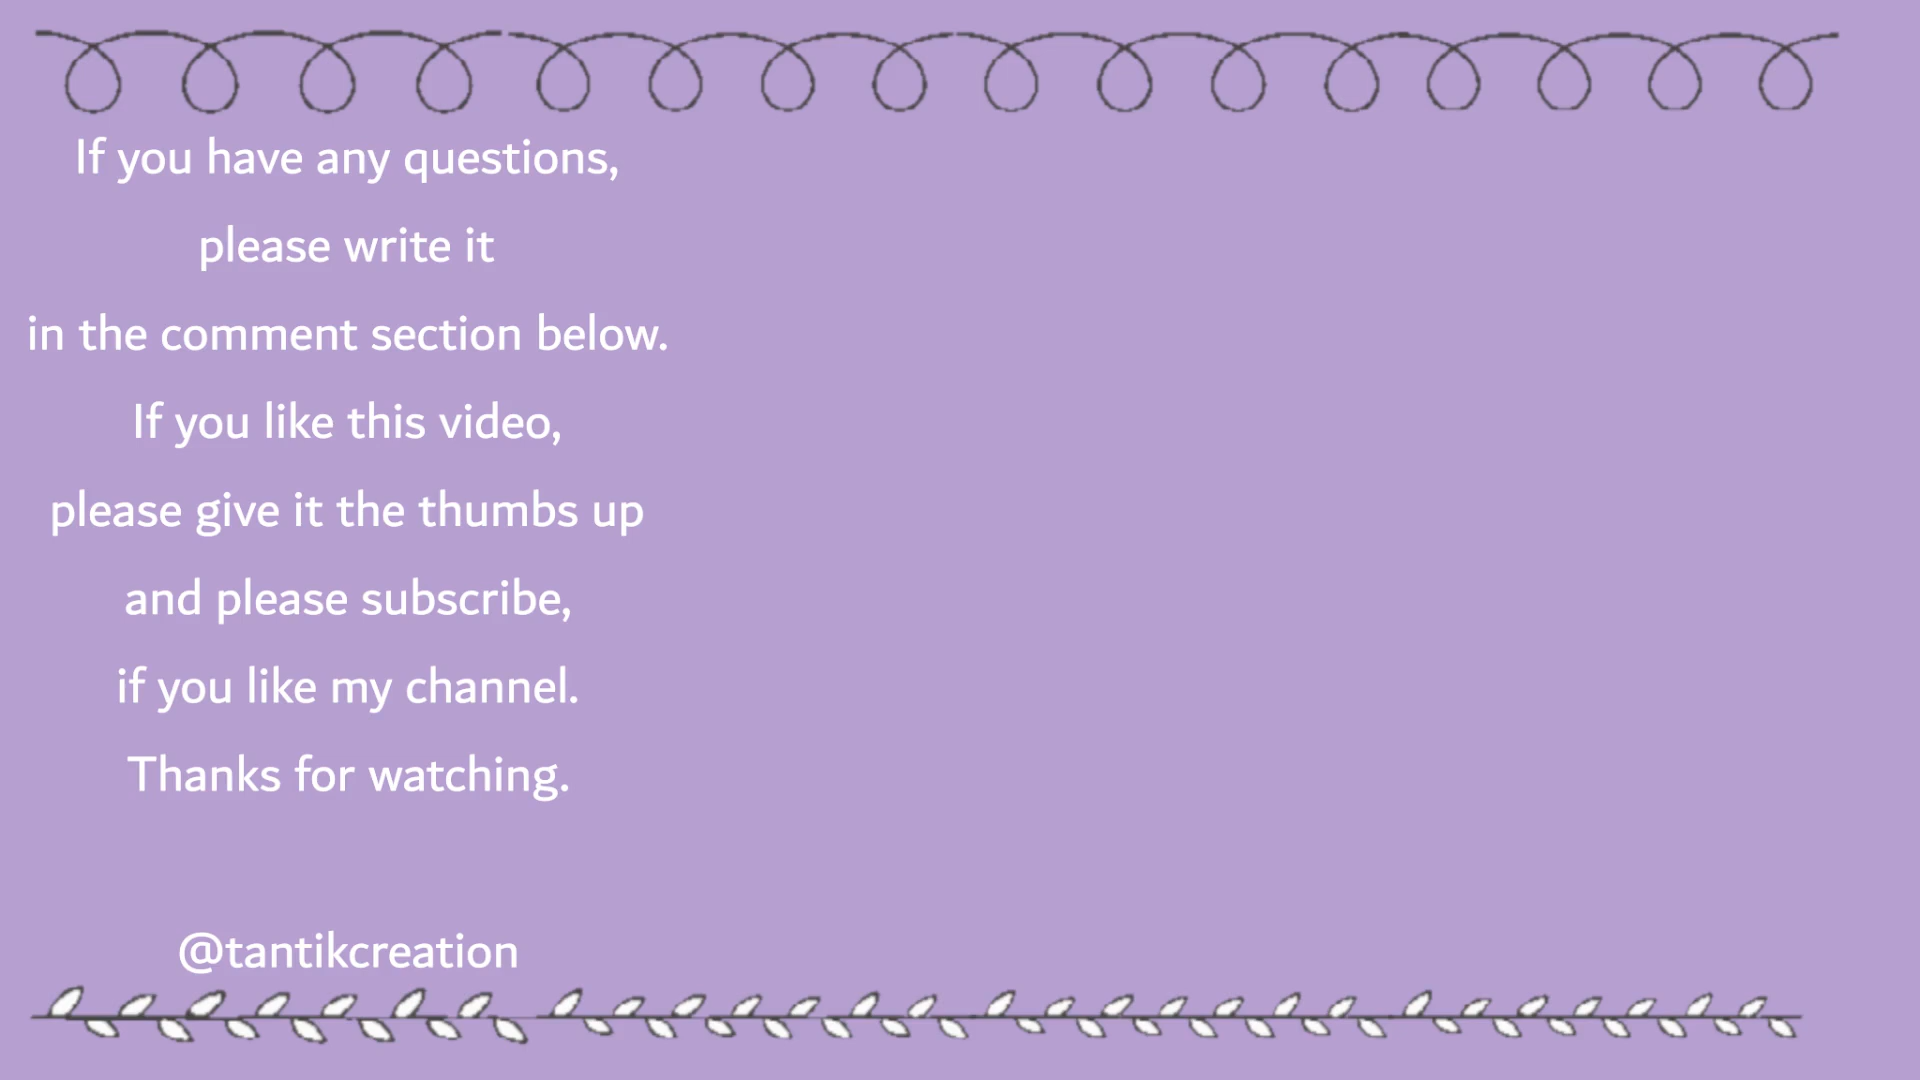 If you have any questions,
please write it
in the comment section below.
If you like this video,
please give it the thumbs up
and please subscribe,
if you like my channel.
Thanks for watching.
@tantikcreation